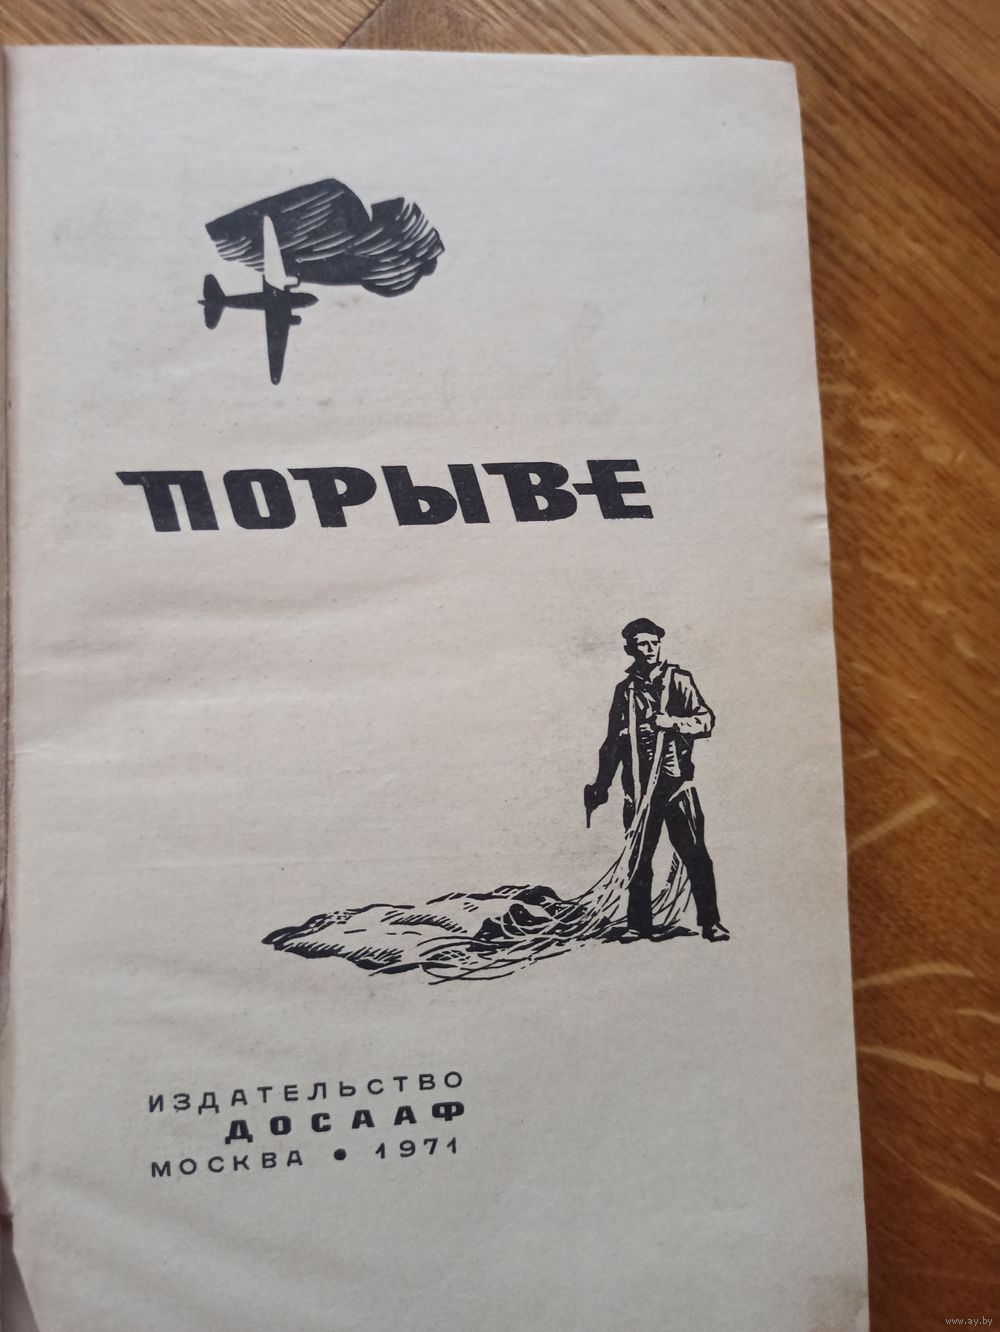 ПОРЫВЕ
ИЗДАТЕЛЬСТВО
ДОСААФ
МОСКВА • 1971
www.ay.by